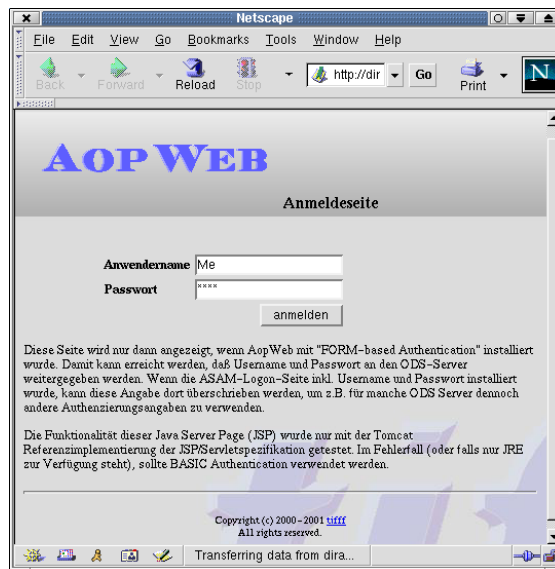 Netscape
File Edit View Go Bookmarks Tools Window Help
Back Forward Reload Stop http://dir Go Print N
AOP WEB
Anmeldeseite
Anwendername Me
Passwort ****
anmelden
Diese Seite wird nur dann angezeigt, wenn AopWeb mit "FORM-based Authentication" installiert
wurde. Damit kann erreicht werden, daß Username und Passwort an den ODS-Server
weitergegeben werden. Wenn die ASAM-Logon-Seite inkl. Username und Passwort installiert
wurde, kann diese Angabe dort überschrieben werden, um z.B. für manche ODS Server dennoch
andere Authenzierungsangaben zu verwenden.
Die Funktionalität dieser Java Server Page (JSP) wurde nur mit der Tomcat
Referenzimplementierung der JSP/Servletspezifikation getestet. Im Fehlerfall (oder falls nur JRE
zur Verfügung steht), sollte BASIC Authentication verwendet werden.
Copyright (c) 2000-2001 tifff
All rights reserved.
Transferring data from dira...